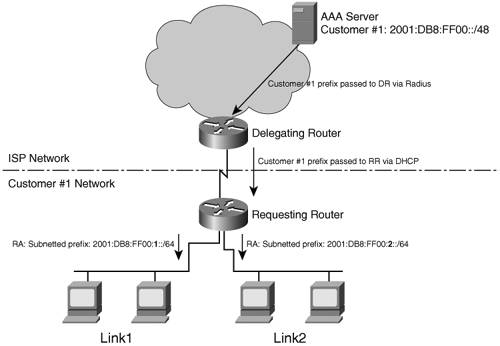 AAA Server
Customer #1: 2001:DB8:FF00::/48
Customer #1 prefix passed to DR via Radius
Delegating Router
ISP Network
Customer #1 prefix passed to RR via DHCP
Customer #1 Network
Requesting Router
RA: Subnetted prefix: 2001:DB8:FF00:1::/64
RA: Subnetted prefix: 2001:DB8:FF00:2::/64
Link1
Link2